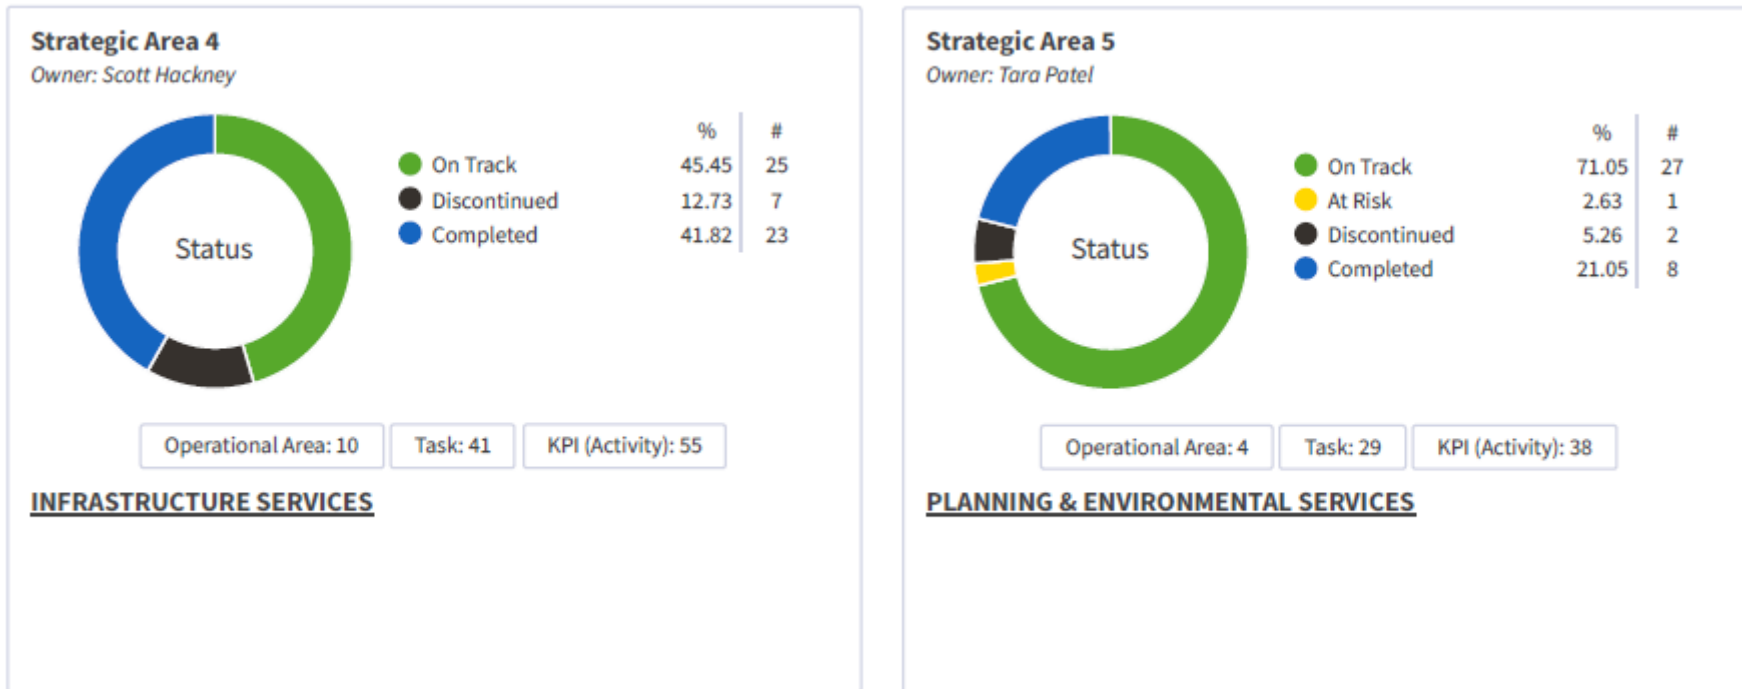 Strategic Area 4
Owner: Scott Hackney
% #
On Track 45.45 25
Discontinued 12.73 7
Completed 41.82 23
Status
Operational Area: 10 Task: 41 KPI (Activity): 55
INFRASTRUCTURE SERVICES
Strategic Area 5
Owner: Tara Patel
% #
On Track 71.05 27
At Risk 2.63 1
Discontinued 5.26 2
Completed 21.05 8
Status
Operational Area: 4 Task: 29 KPI (Activity): 38
PLANNING & ENVIRONMENTAL SERVICES